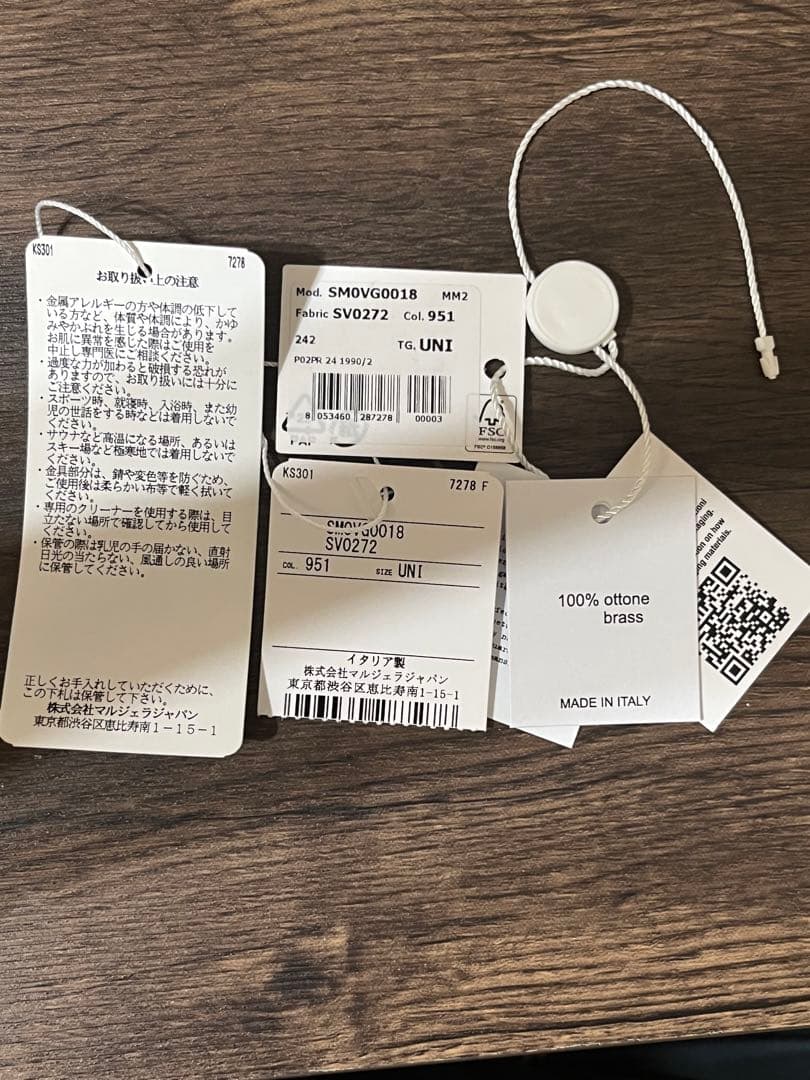 KS301 7278
お取り扱い上の注意
・金属アレルギーの方や体調の低下して
いる方など、体質や体調により、かゆ
みやかぶれを生じる場合があります。
お肌に異常を感じた際はご使用を
中止し専門医にご相談ください。
・過度な力が加わると破損する恐れが
ありますので、お取り扱いには十分に
ご注意ください。
・スポーツ時、就寝時、入浴時、また幼
児の世話をする時などは着用しないで
ください。
・サウナなど高温になる場所、あるいは
スキー場など極寒地では着用しないで
ください。
・金具部分は、錆や変色等を防ぐため、
ご使用後は柔らかい布等で軽く拭いて
ください。
・専用のクリーナーを使用する際は、目
立たない場所で確認してから使用して
ください。
・保管の際は乳児の手の届かない、直射
日光の当たらない、風通しの良い場所
に保管してください。
正しくお手入れしていただくために、
この下札は保管して下さい。
株式会社マルジェラジャパン
東京都渋谷区恵比寿南1-15-1
Mod. SM0VG0018 MM2
Fabric SV0272 Col. 951
242 TG. UNI
P02PR 24 1990/2
8 053460 287278 00003
PAP
FSC
www.fsc.org
KS301 7278 F
SM0VG0018
SV0272
COL. 951 SIZE UNI
イタリア製
株式会社マルジェラジャパン
東京都渋谷区恵比寿南1-15-1
100% ottone
brass
MADE IN ITALY
on on how
ng materials.